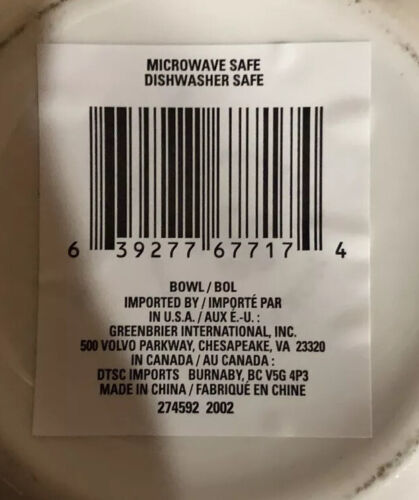 MICROWAVE SAFE
DISHWASHER SAFE
6 39277 67717 4
BOWL / BOL
IMPORTED BY / IMPORTÉ PAR
IN U.S.A. / AUX É.-U. :
GREENBRIER INTERNATIONAL, INC.
500 VOLVO PARKWAY, CHESAPEAKE, VA 23320
IN CANADA / AU CANADA :
DTSC IMPORTS BURNABY, BC V5G 4P3
MADE IN CHINA / FABRIQUÉ EN CHINE
274592 2002